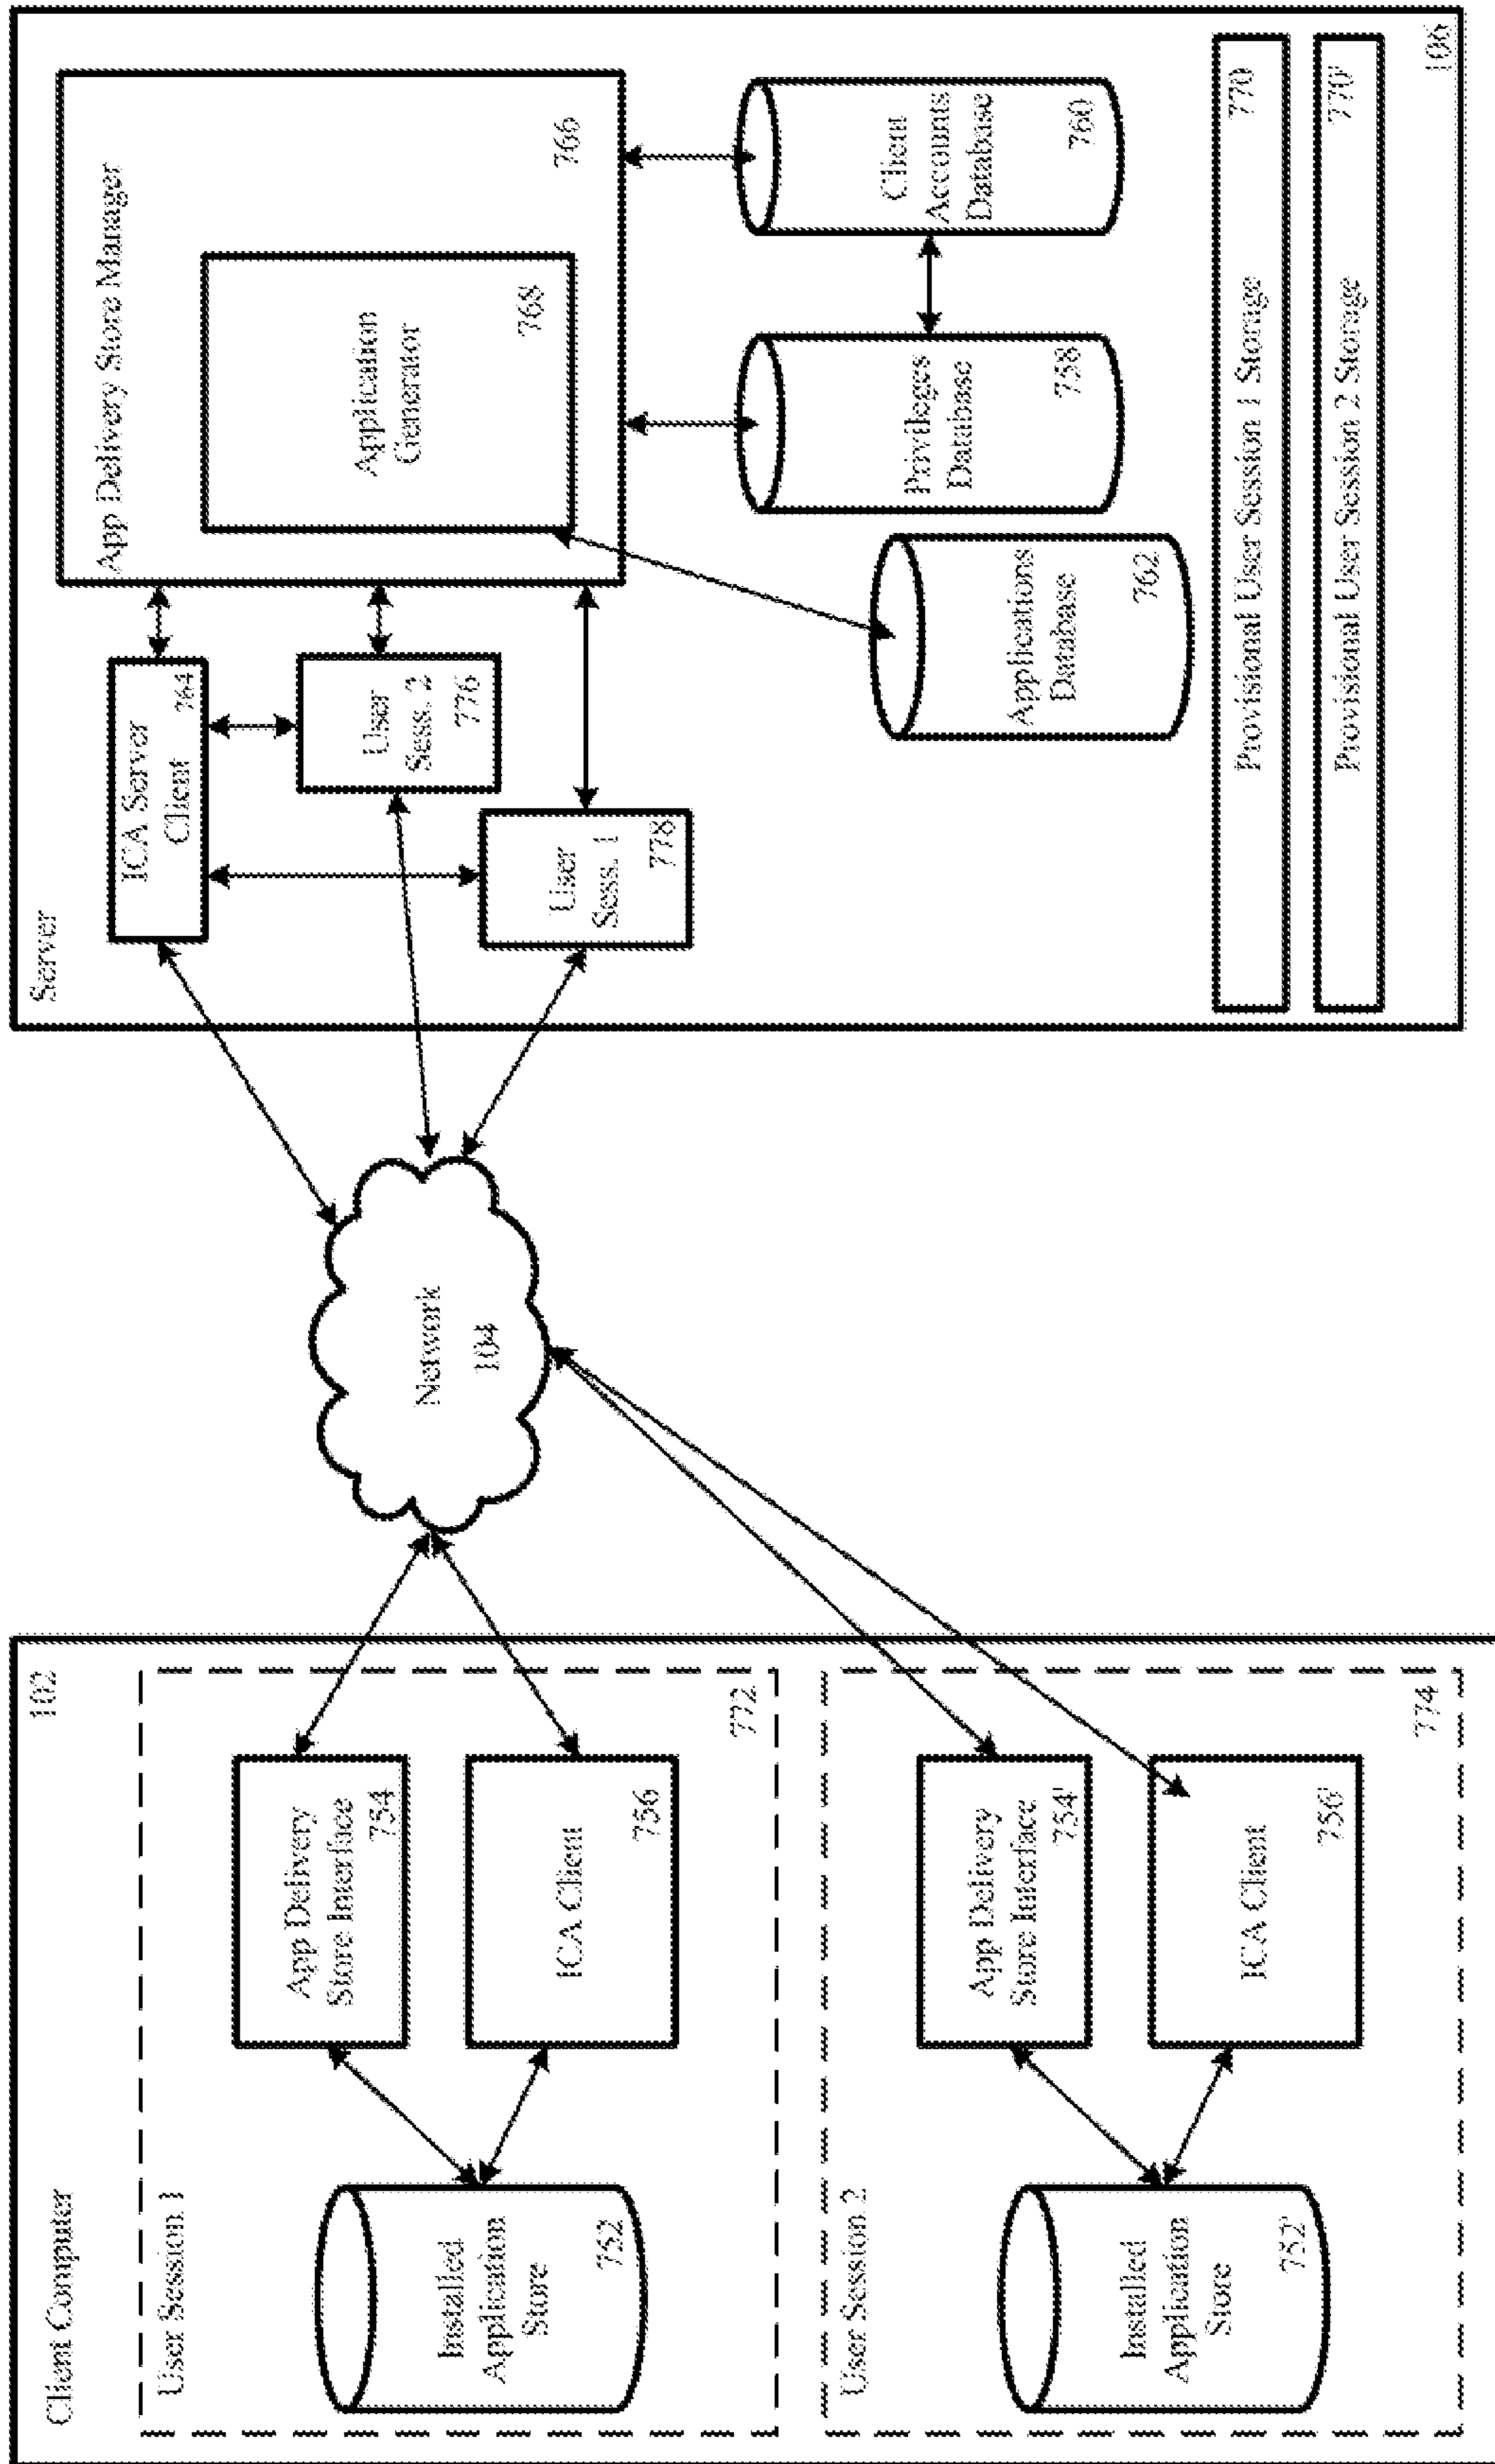 Client Computer
102
User Session 1
Installed
Application
Store
752
App Delivery
Store Interface
754
ICA Client
756
772
User Session 2
Installed
Application
Store
752'
App Delivery
Store Interface
754'
ICA Client
756'
774
Network
104
Server
ICA Server
Client
764
User
Sess. 2
776
User
Sess. 1
778
App Delivery Store Manager
Application
Generator
768
766
Applications
Database
762
Privileges
Database
758
Client
Accounts
Database
760
Provisional User Session 1 Storage
770
Provisional User Session 2 Storage
770'
106